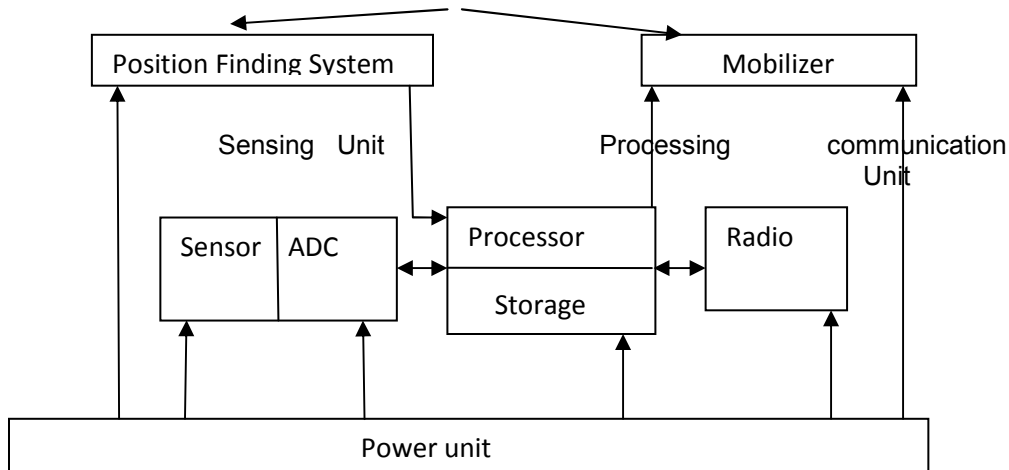 Position Finding System
Mobilizer
Sensing Unit
Processing
communication
Unit
Sensor
ADC
Processor
Storage
Radio
Power unit